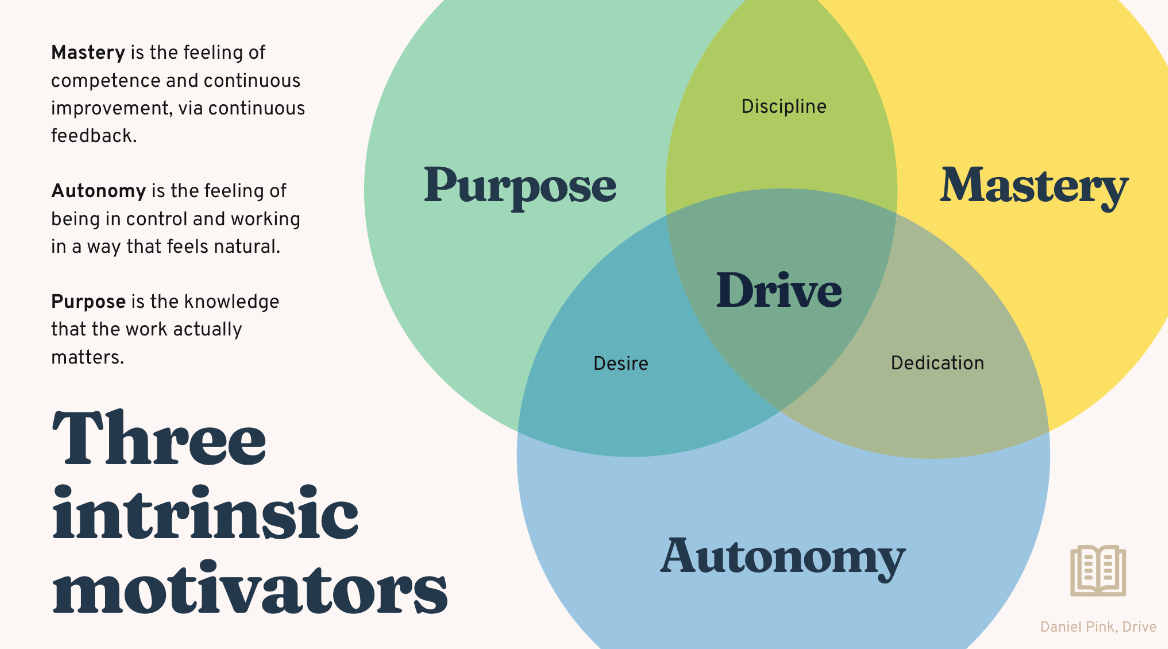 Mastery is the feeling of
competence and continuous
improvement, via continuous
feedback.
Autonomy is the feeling of
being in control and working
in a way that feels natural.
Purpose is the knowledge
that the work actually
matters.
Three
intrinsic
motivators
Discipline
Purpose
Mastery
Drive
Desire
Dedication
Autonomy
Daniel Pink, Drive